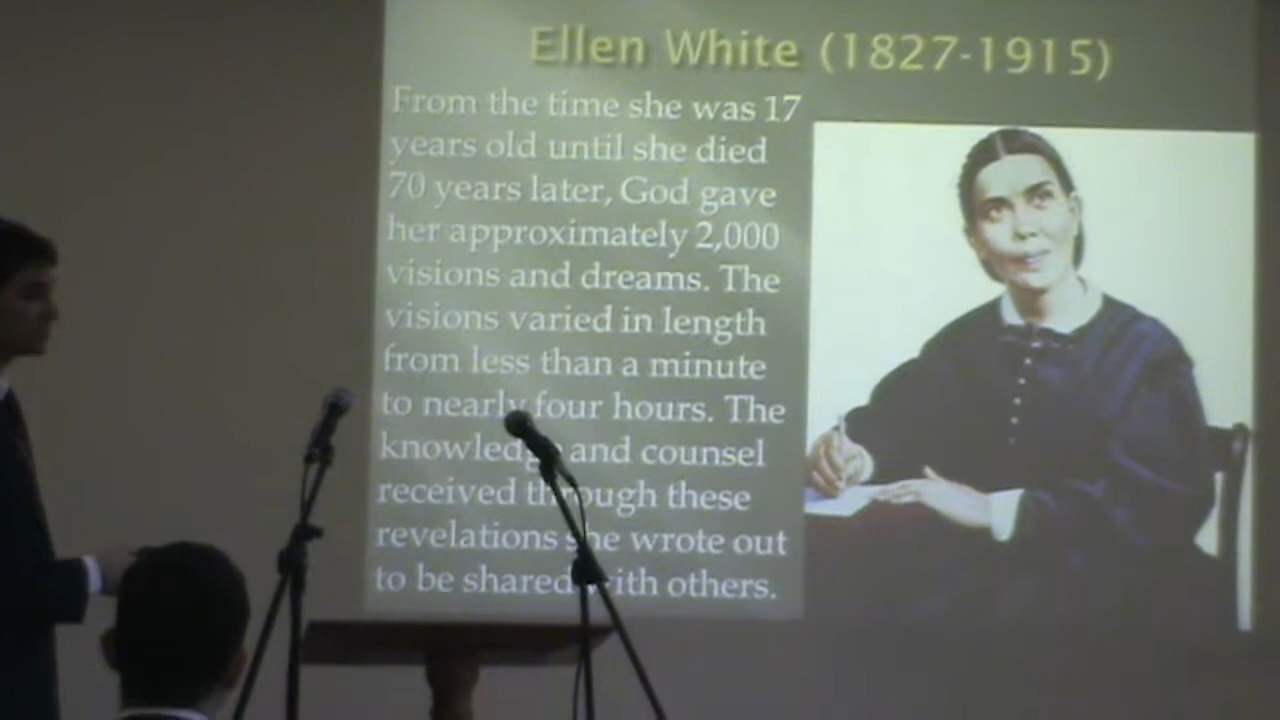 Ellen White (1827-1915)
From the time she was 17
years old until she died
70 years later, God gave
her approximately 2,000
visions and dreams. The
visions varied in length
from less than a minute
to nearly four hours. The
knowledge and counsel
received through these
revelations she wrote out
to be shared with others.